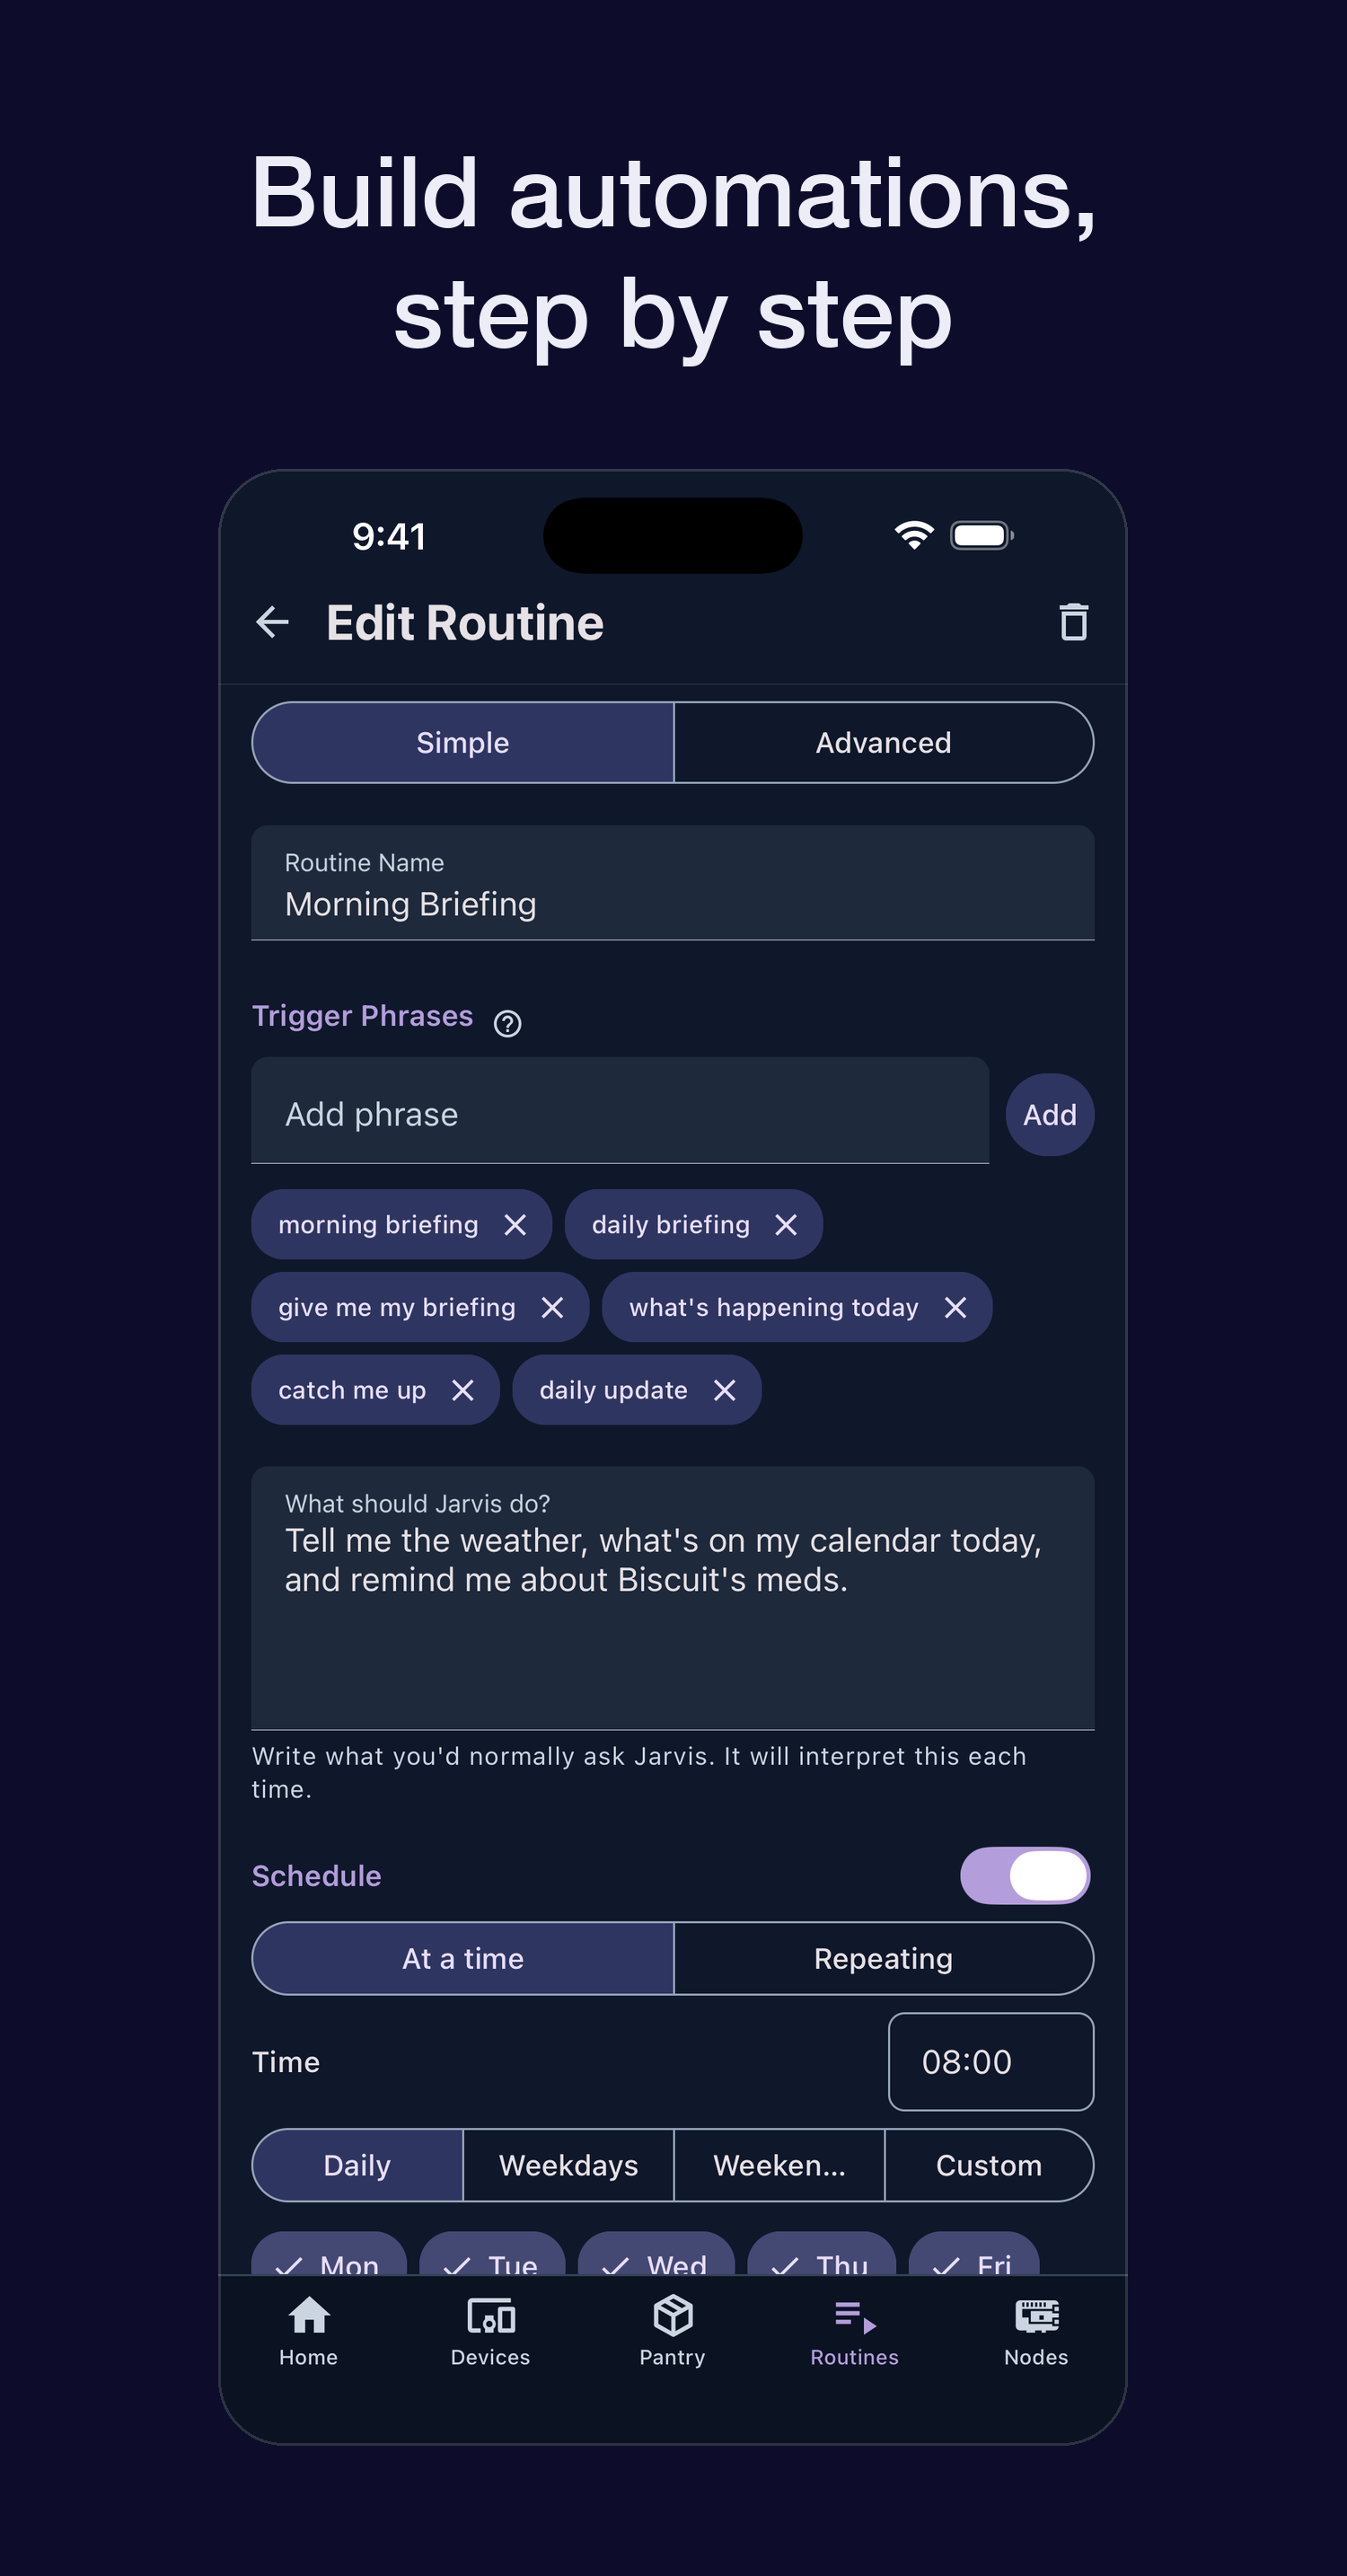 Build automations,
step by step
9:41
Edit Routine
Simple
Advanced
Routine Name
Morning Briefing
Trigger Phrases
Add phrase
Add
morning briefing
daily briefing
give me my briefing
what's happening today
catch me up
daily update
What should Jarvis do?
Tell me the weather, what's on my calendar today,
and remind me about Biscuit's meds.
Write what you'd normally ask Jarvis. It will interpret this each
time.
Schedule
At a time
Repeating
Time
08:00
Daily
Weekdays
Weeken...
Custom
Mon
Tue
Wed
Thu
Fri
Home
Devices
Pantry
Routines
Nodes